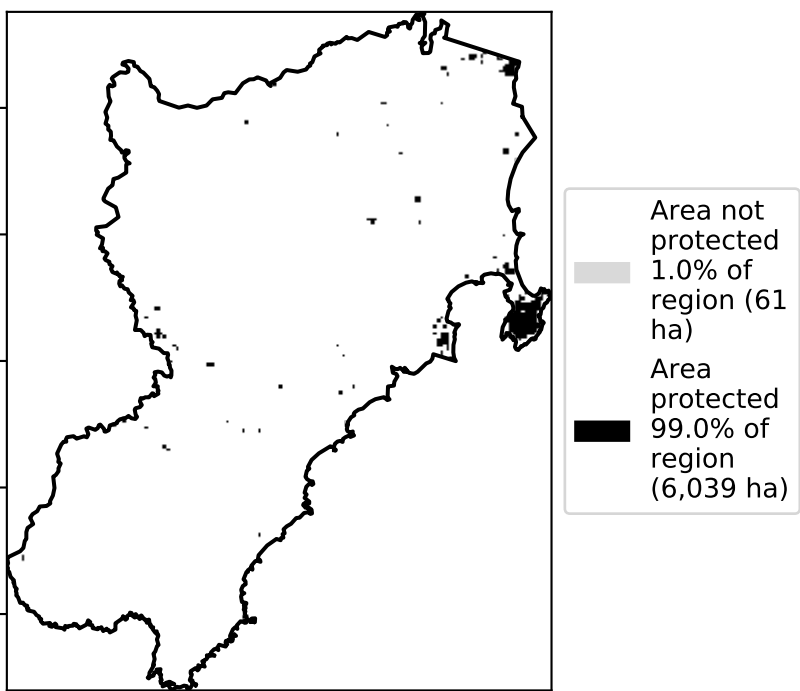 Area not
protected
1.0% of
region (61
ha)
Area
protected
99.0% of
region
(6,039 ha)